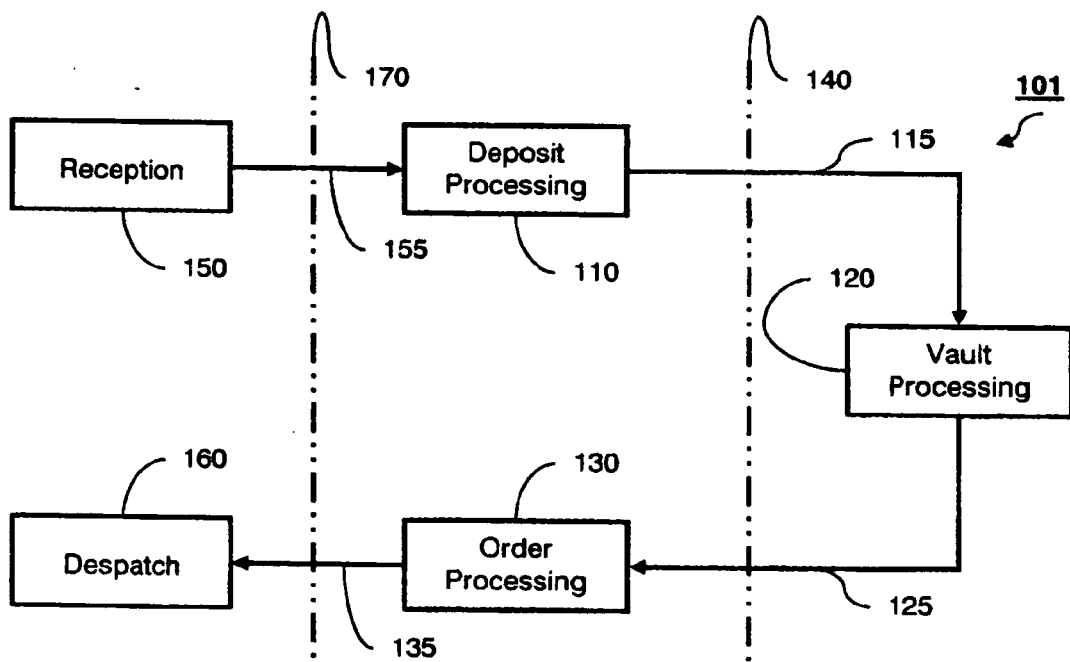 170
140
101
Reception
Deposit
Processing
115
150
155
110
120
Vault
Processing
160
130
Despatch
Order
Processing
135
125